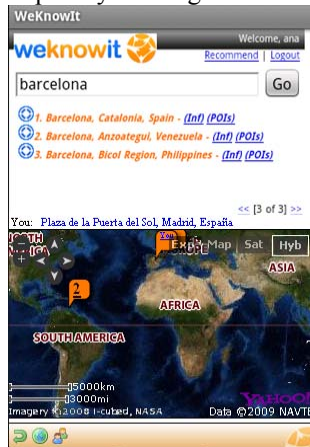 WeKnowIt
Welcome, ana
weknowit
Recommend | Logout
barcelona
Go
1. Barcelona, Catalonia, Spain - (Inf) (POIs)
2. Barcelona, Anzoategui, Venezuela - (Inf) (POIs)
3. Barcelona, Bicol Region, Philippines - (Inf) (POIs)
<< [3 of 3] >>
You: Plaza de la Puerta del Sol, Madrid, España
You
Map Sat Hyb
ASIA
2
AFRICA
SOUTH AMERICA
5000km
3000mi
YAHOO!
Imagery © 2008 i-cubed, NASA
Data ©2009 NAVTE